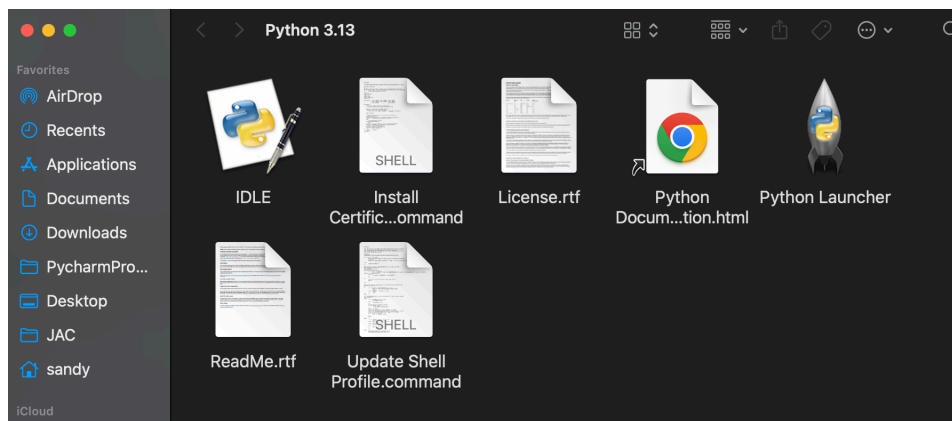 Python 3.13
Favorites
AirDrop
Recents
Applications
Documents
Downloads
PycharmPro...
Desktop
JAC
sandy
iCloud
IDLE
SHELL
Install
Certific...ommand
License.rtf
Python
Docum...tion.html
Python Launcher
ReadMe.rtf
SHELL
Update Shell
Profile.command